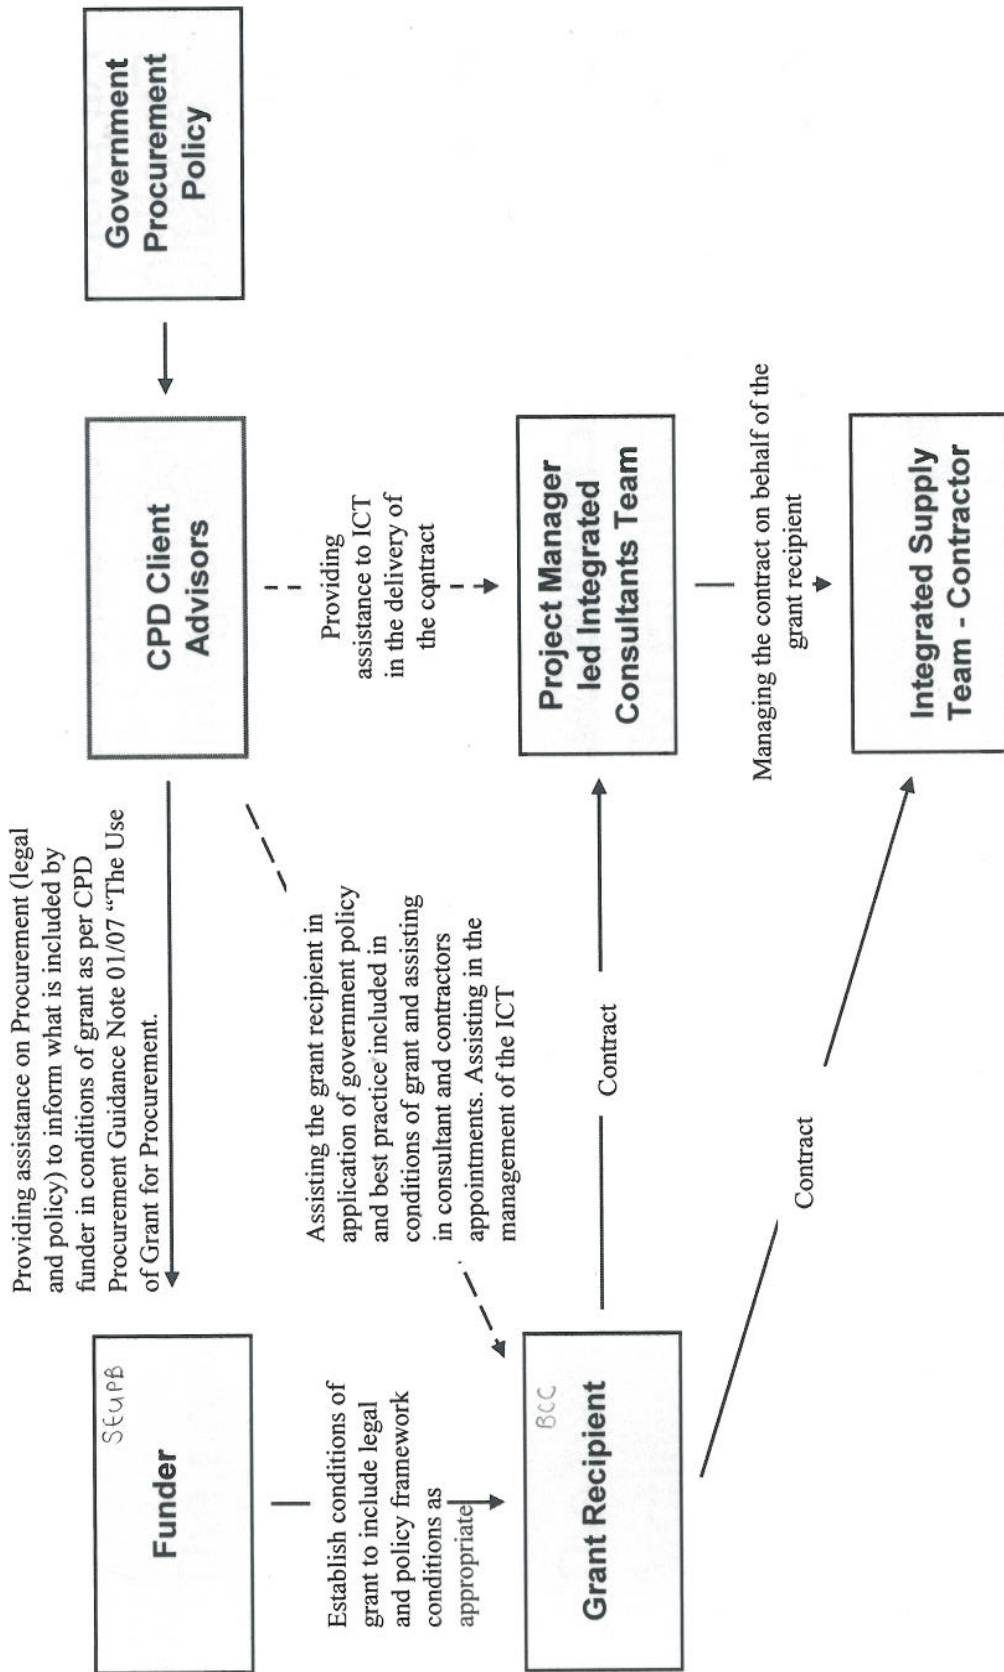 Government
Procurement
Policy
CPD Client
Advisors
Providing assistance on Procurement (legal
and policy) to inform what is included by
funder in conditions of grant as per CPD
Procurement Guidance Note 01/07 “The Use
of Grant for Procurement.
SEUPB
Funder
Providing
assistance to ICT
in the delivery of
the contract
Assisting the grant recipient in
application of government policy
and best practice included in
conditions of grant and assisting
in consultant and contractors
appointments. Assisting in the
management of the ICT
Establish conditions of
grant to include legal
and policy framework
conditions as
appropriate
BCC
Grant Recipient
Contract
Project Manager
led Integrated
Consultants Team
Managing the contract on behalf of the
grant recipient
Contract
Integrated Supply
Team - Contractor